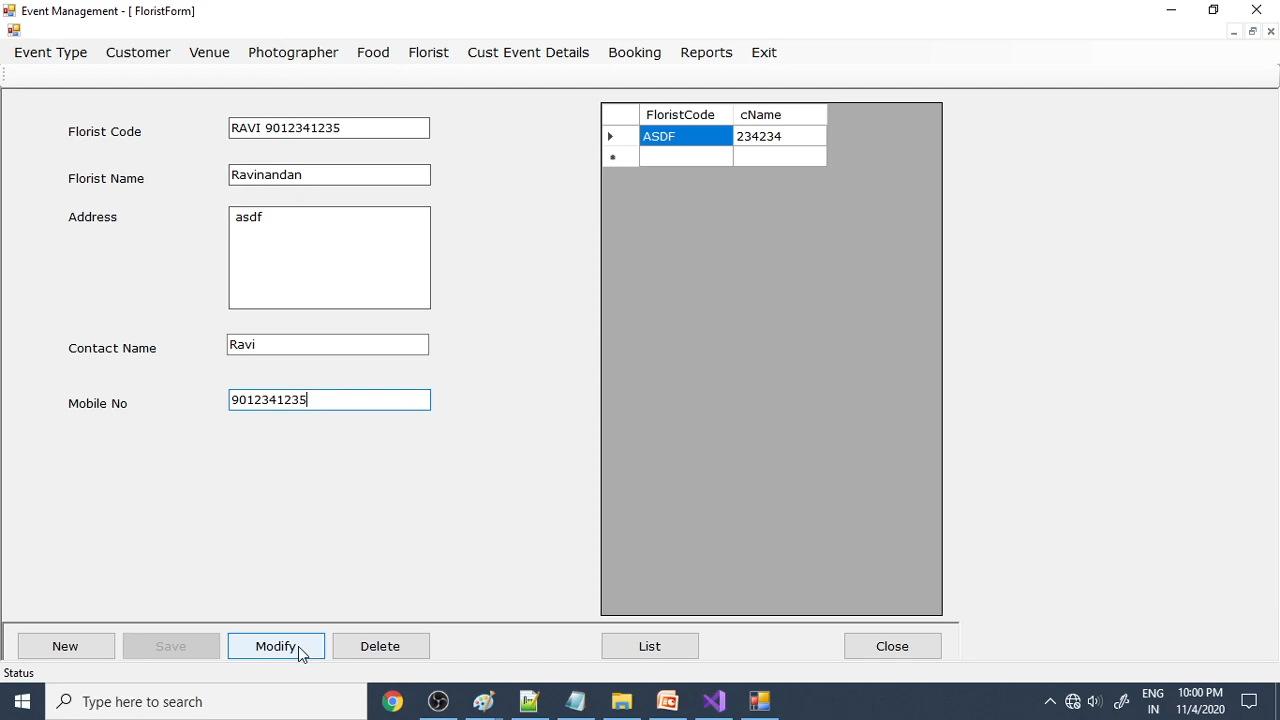 Event Management - [ FloristForm]
Event Type Customer Venue Photographer Food Florist Cust Event Details Booking Reports Exit
Florist Code RAVI 9012341235
Florist Name Ravinandan
Address asdf
Contact Name Ravi
Mobile No 9012341235
FloristCode cName
ASDF 234234
New Save Modify Delete List Close
Status
Type here to search
ENG 10:00 PM
IN 11/4/2020